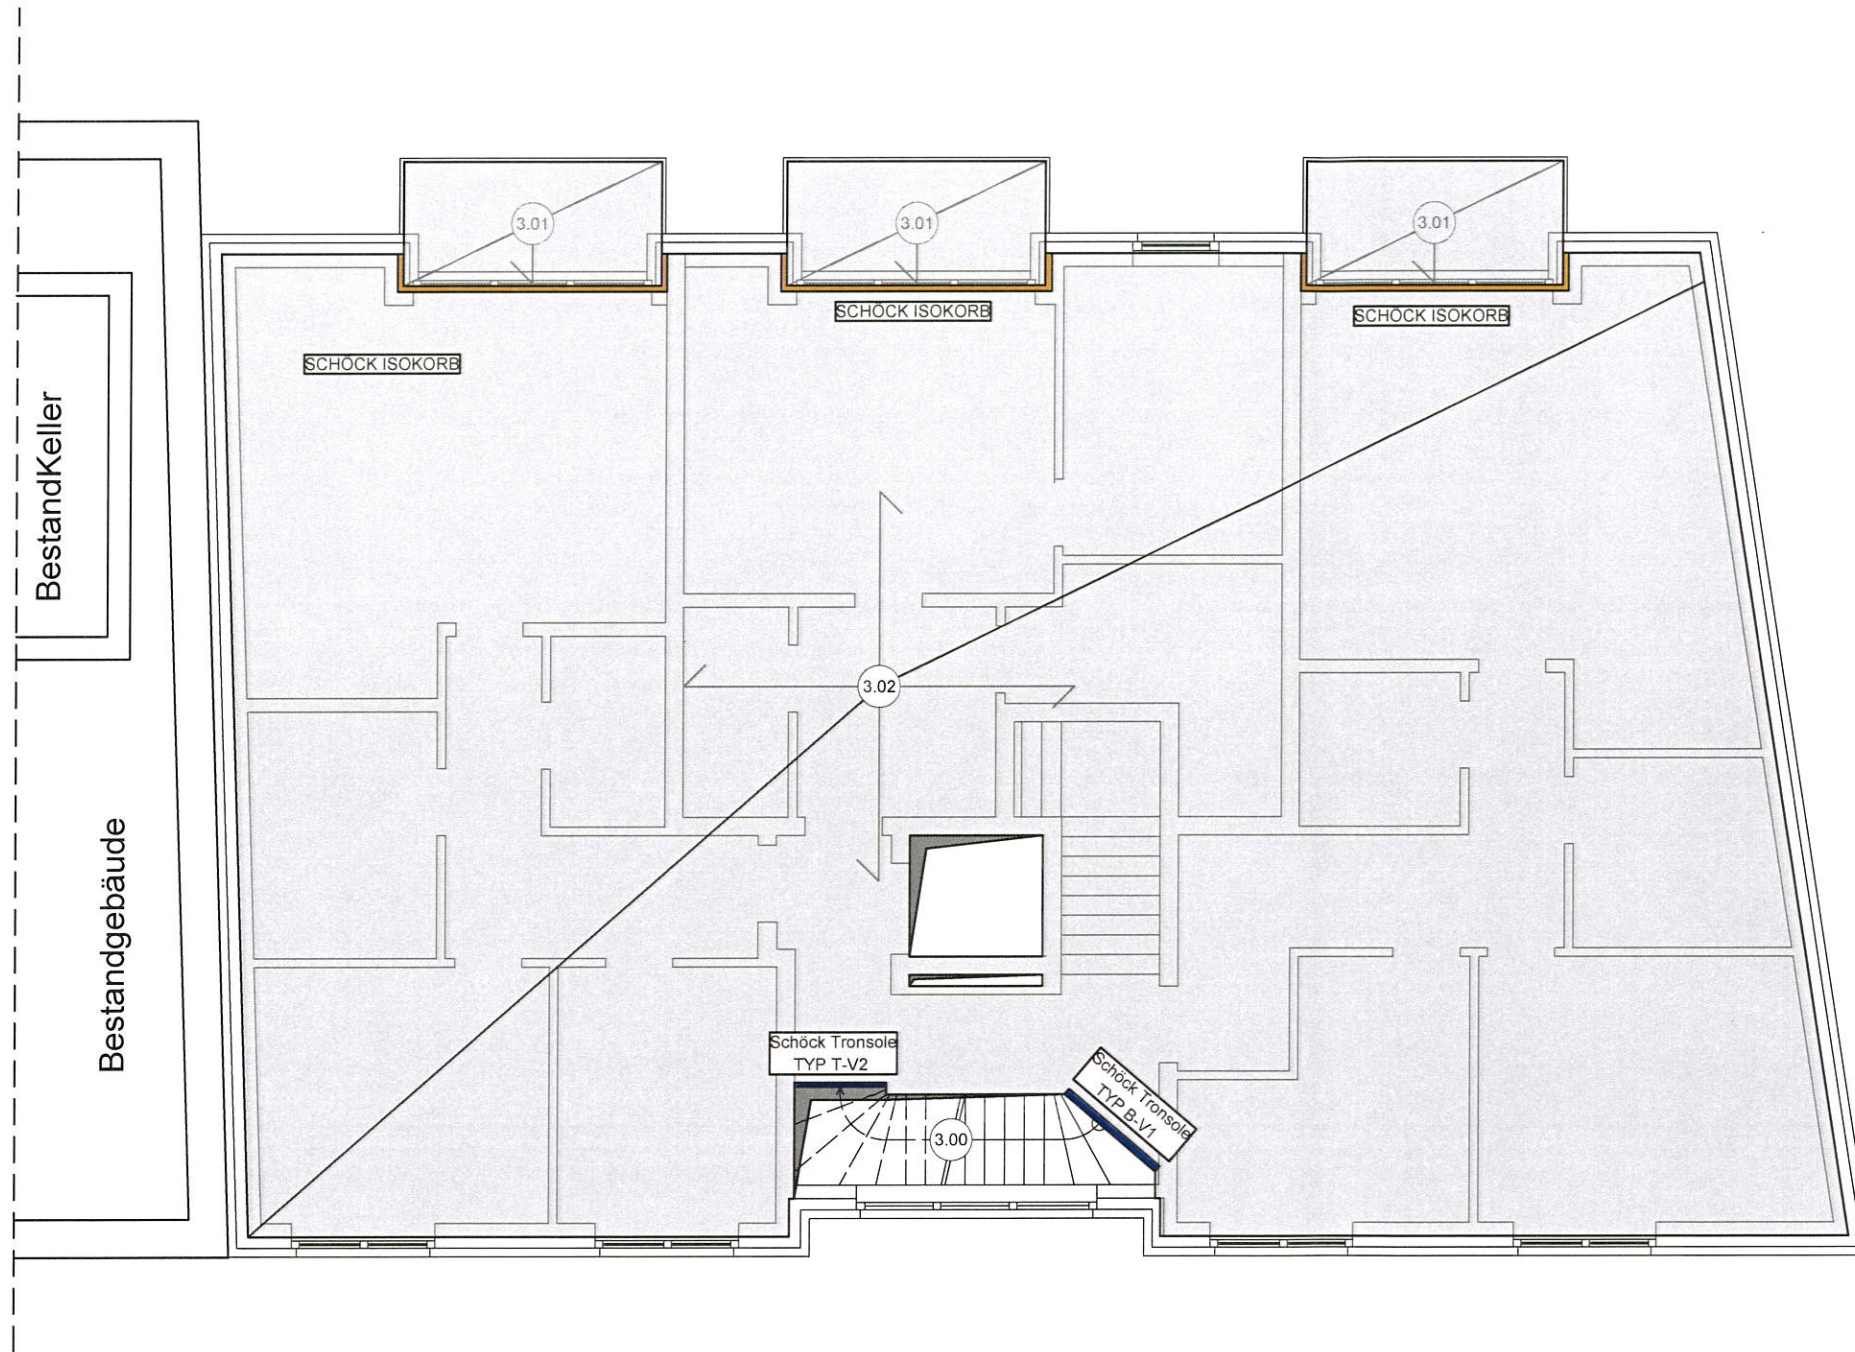 3.01
3.01
3.01
SCHÖCK ISOKORB
SCHÖCK ISOKORB
SCHÖCK ISOKORB
BestandKeller
3.02
Bestandgebäude
Schöck Tronsole
TYP T-V2
Schöck Tronsole
TYP B-V1
3.00